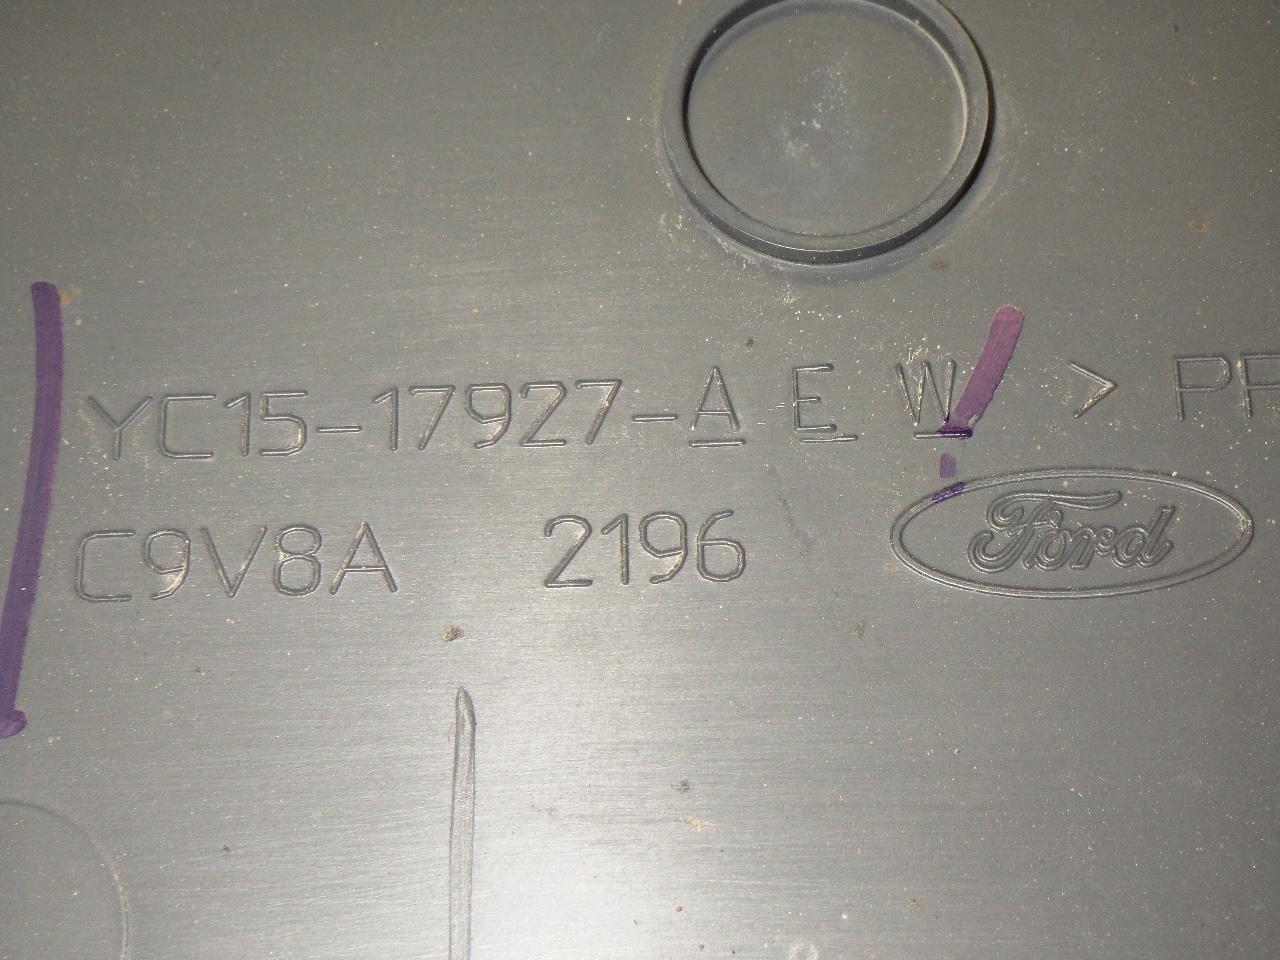 YC15-17927-A E W > PP
C9V8A 2196 Ford